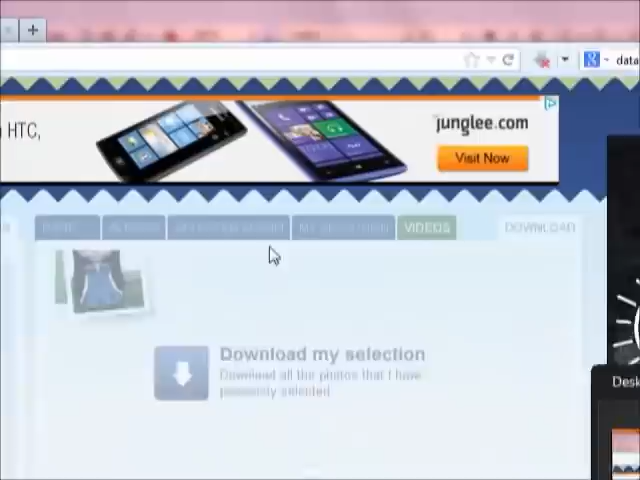 data
HTC,
junglee.com
Visit Now
VIDEOS
DOWNLOAD
Download my selection
Download all the photos that I have
previously selected
Desk